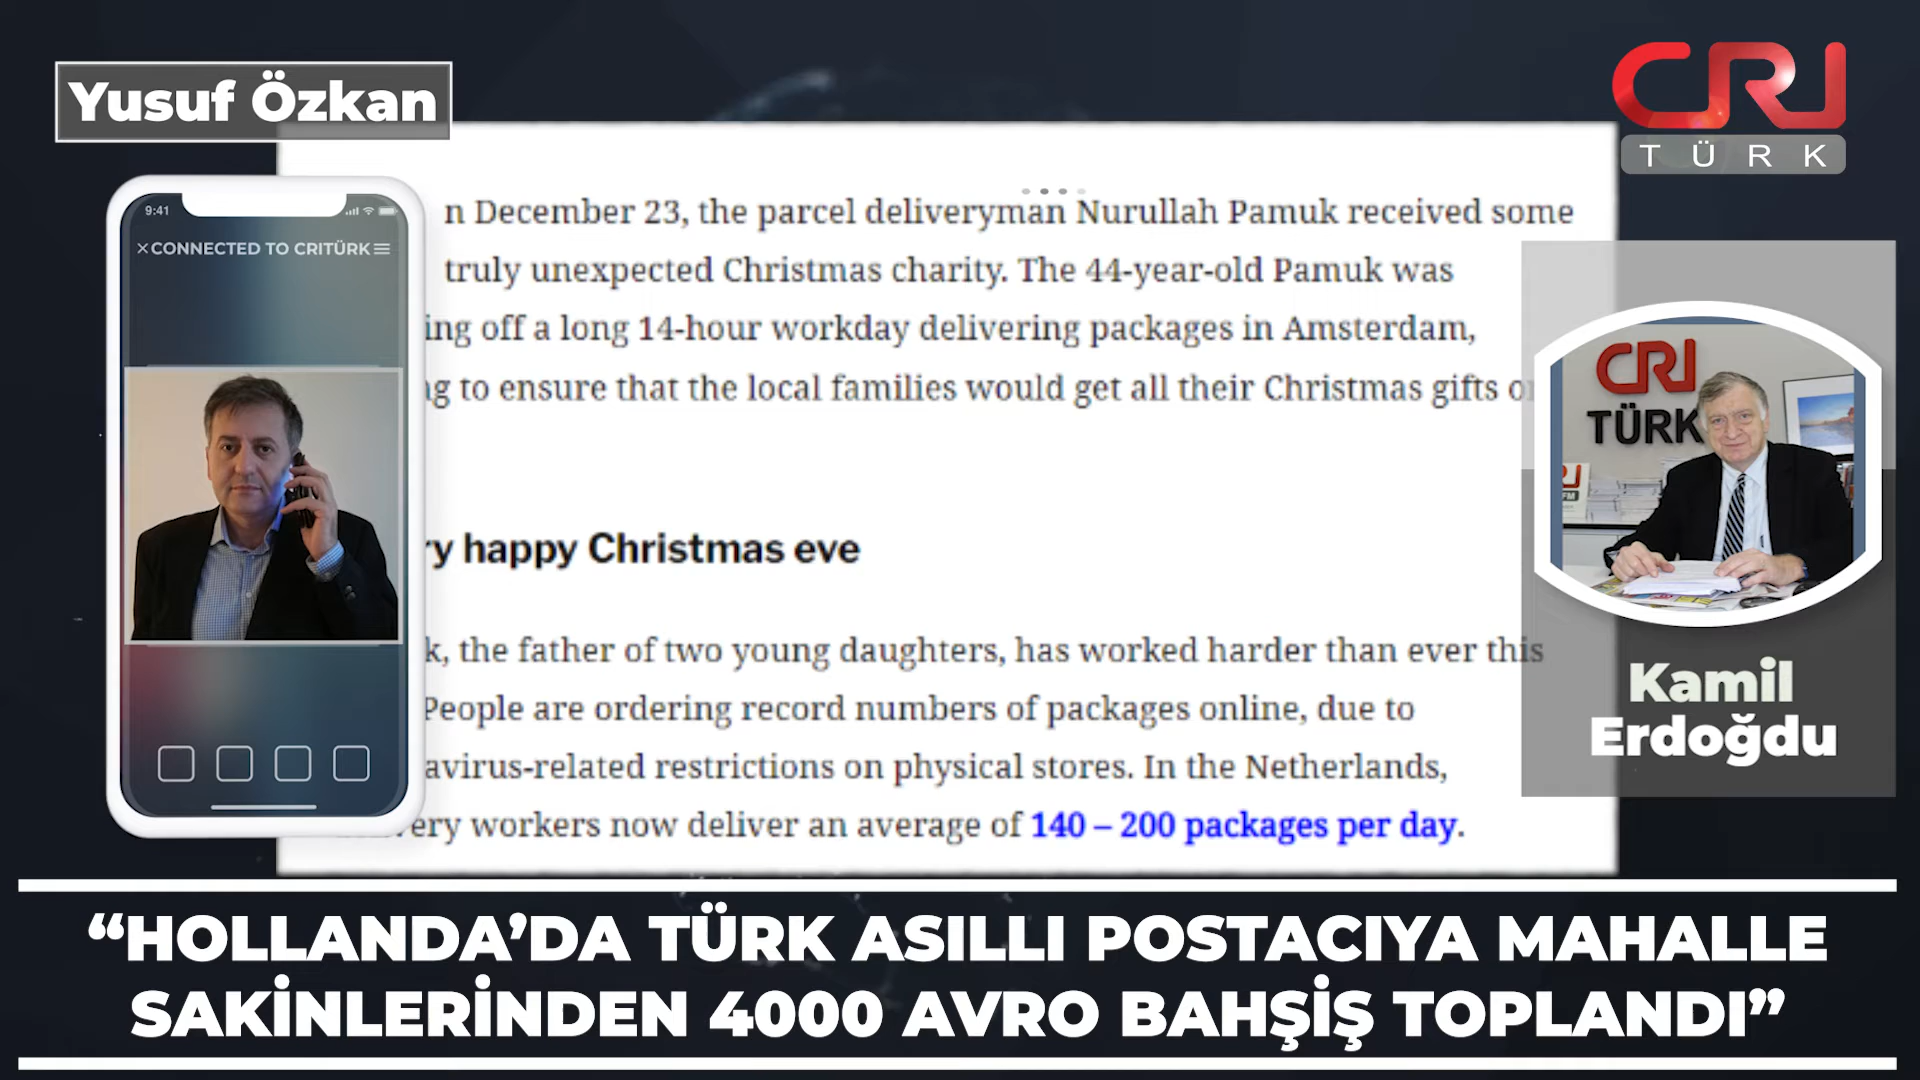 Yusuf Özkan
CRI
TÜRK
9:41
CONNECTED TO CRITÜRK
n December 23, the parcel deliveryman Nurullah Pamuk received some
truly unexpected Christmas charity. The 44-year-old Pamuk was
ing off a long 14-hour workday delivering packages in Amsterdam,
to ensure that the local families would get all their Christmas gifts
ry happy Christmas eve
k, the father of two young daughters, has worked harder than ever this
People are ordering record numbers of packages online, due to
avirus-related restrictions on physical stores. In the Netherlands,
ery workers now deliver an average of 140 – 200 packages per day.
CRI
TÜRK
Kamil
Erdoğdu
“HOLLANDA’DA TÜRK ASILLI POSTACIYA MAHALLE
SAKİNLERİNDEN 4000 AVRO BAHŞİŞ TOPLANDI”